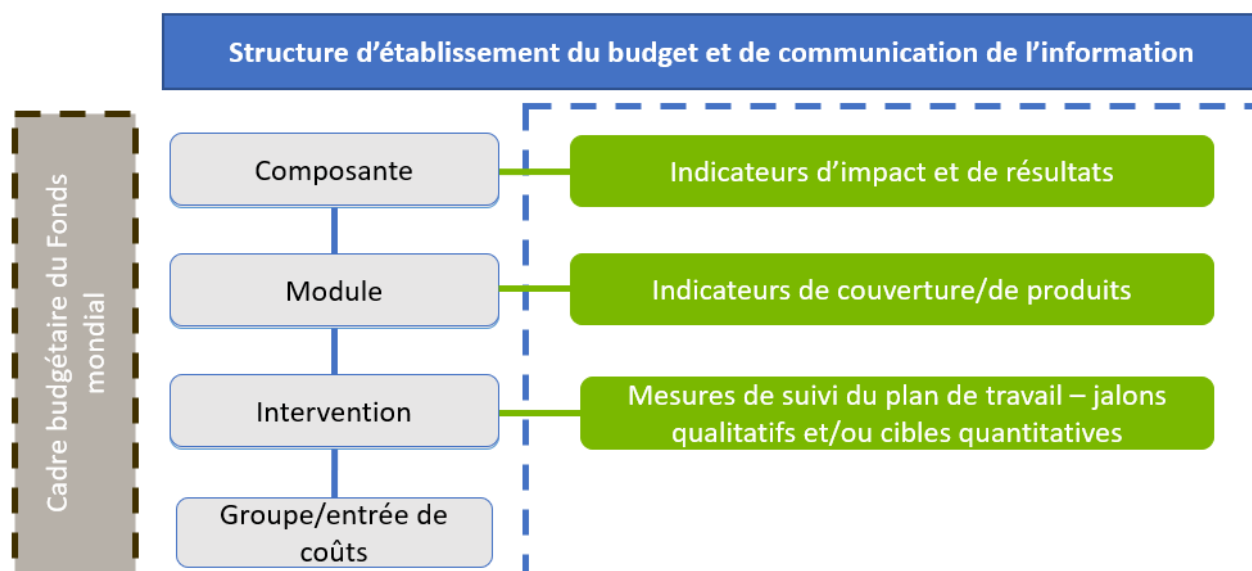 Structure d’établissement du budget et de communication de l’information
Cadre budgétaire du Fonds
mondial
Composante
Indicateurs d’impact et de résultats
Module
Indicateurs de couverture/de produits
Intervention
Mesures de suivi du plan de travail – jalons
qualitatifs et/ou cibles quantitatives
Groupe/entrée de
coûts